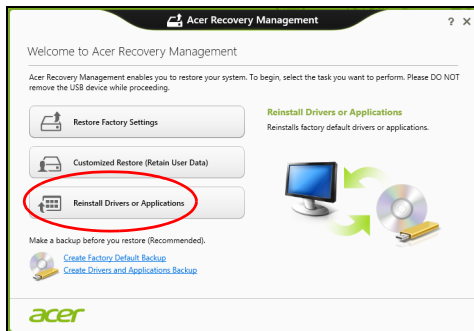 Acer Recovery Management
? X
Welcome to Acer Recovery Management
Acer Recovery Management enables you to restore your system. To begin, select the task you want to perform. Please DO NOT
remove the USB device while proceeding.
Restore Factory Settings
Customized Restore (Retain User Data)
Reinstall Drivers or Applications
Reinstall Drivers or Applications
Reinstalls factory default drivers or applications.
Make a backup before you restore (Recommended).
Create Factory Default Backup
Create Drivers and Applications Backup
acer